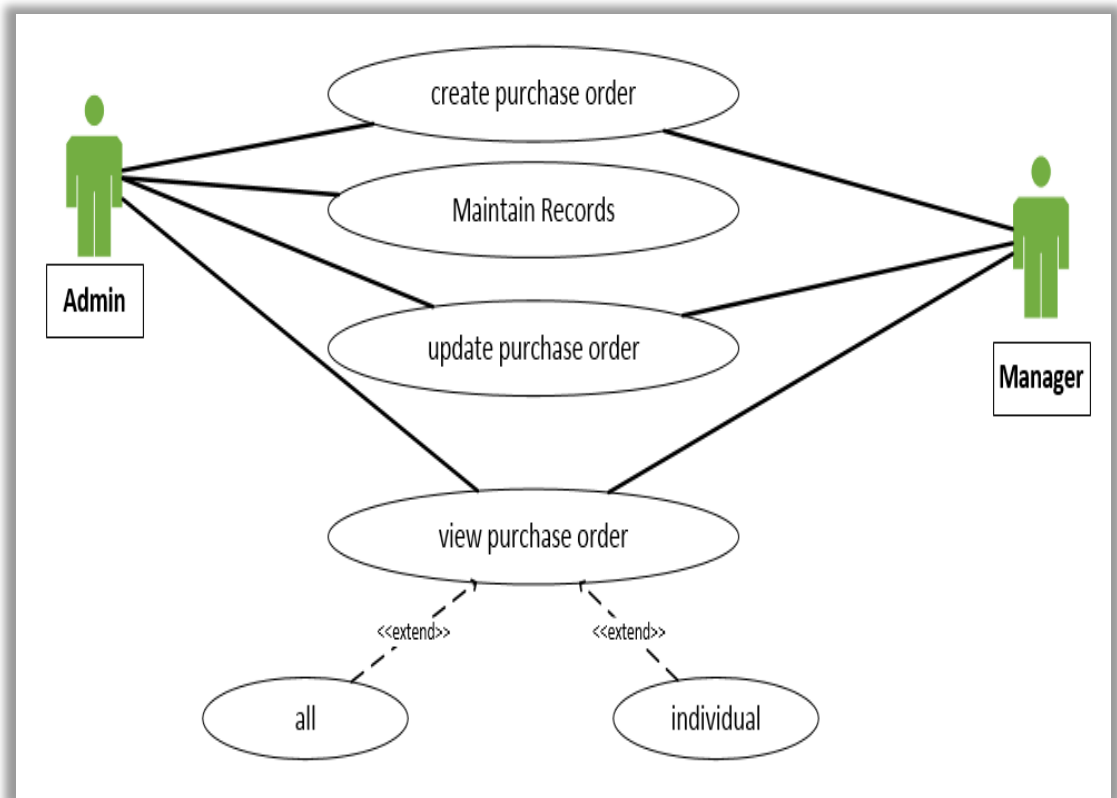 create purchase order
Maintain Records
Admin
update purchase order
Manager
view purchase order
<<extend>>
<<extend>>
all
individual